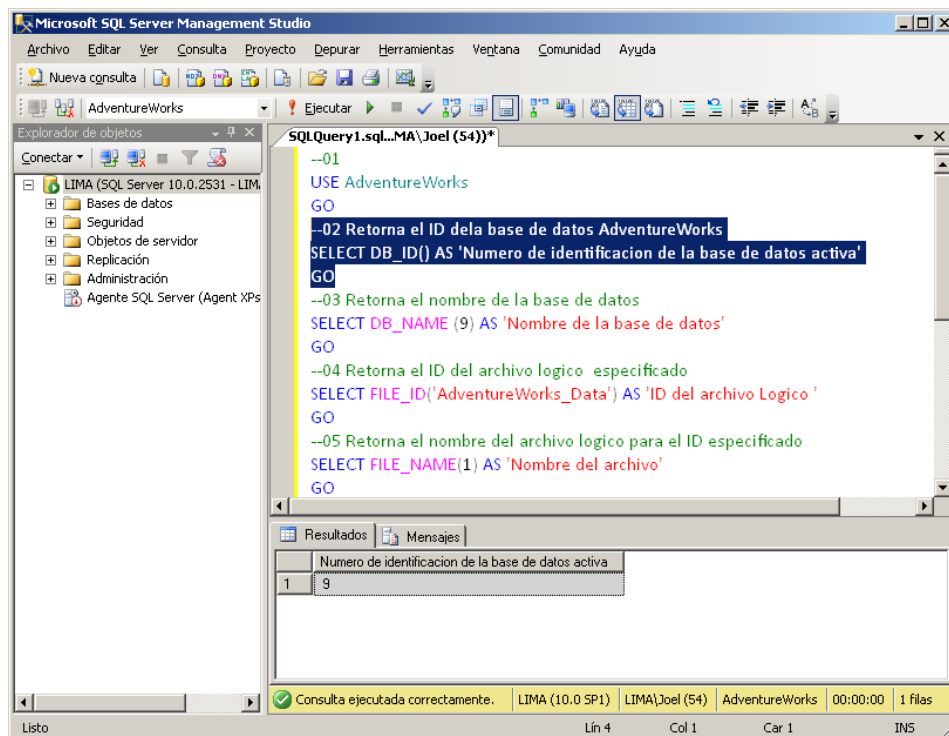 Microsoft SQL Server Management Studio
Archivo Editar Ver Consulta Proyecto Depurar Herramientas Ventana Comunidad Ayuda
Nueva consulta
AdventureWorks Ejecutar
Explorador de objetos
Conectar
LIMA (SQL Server 10.0.2531 - LIM
Bases de datos
Seguridad
Objetos de servidor
Replicación
Administración
Agente SQL Server (Agent XPs
SQLQuery1.sql...MA\Joel (54))*
--01
USE AdventureWorks
GO
--02 Retorna el ID dela base de datos AdventureWorks
SELECT DB_ID() AS 'Numero de identificacion de la base de datos activa'
GO
--03 Retorna el nombre de la base de datos
SELECT DB_NAME (9) AS 'Nombre de la base de datos'
GO
--04 Retorna el ID del archivo logico  especificado
SELECT FILE_ID('AdventureWorks_Data') AS 'ID del archivo Logico '
GO
--05 Retorna el nombre del archivo logico para el ID especificado
SELECT FILE_NAME(1) AS 'Nombre del archivo'
GO
Resultados Mensajes
Numero de identificacion de la base de datos activa
1 9
Consulta ejecutada correctamente. LIMA (10.0 SP1) LIMA\Joel (54) AdventureWorks 00:00:00 1 filas
Listo Lín 4 Col 1 Car 1 INS